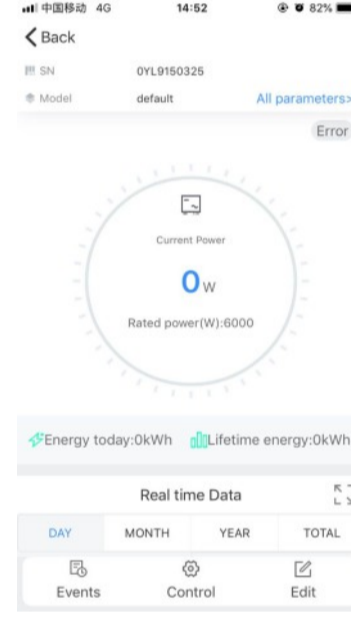 中国移动 4G 14:52 82%
Back
SN 0YL9150325
Model default All parameters>
Error
Current Power
0W
Rated power(W):6000
Energy today:0kWh Lifetime energy:0kWh
Real time Data
DAY MONTH YEAR TOTAL
Events Control Edit